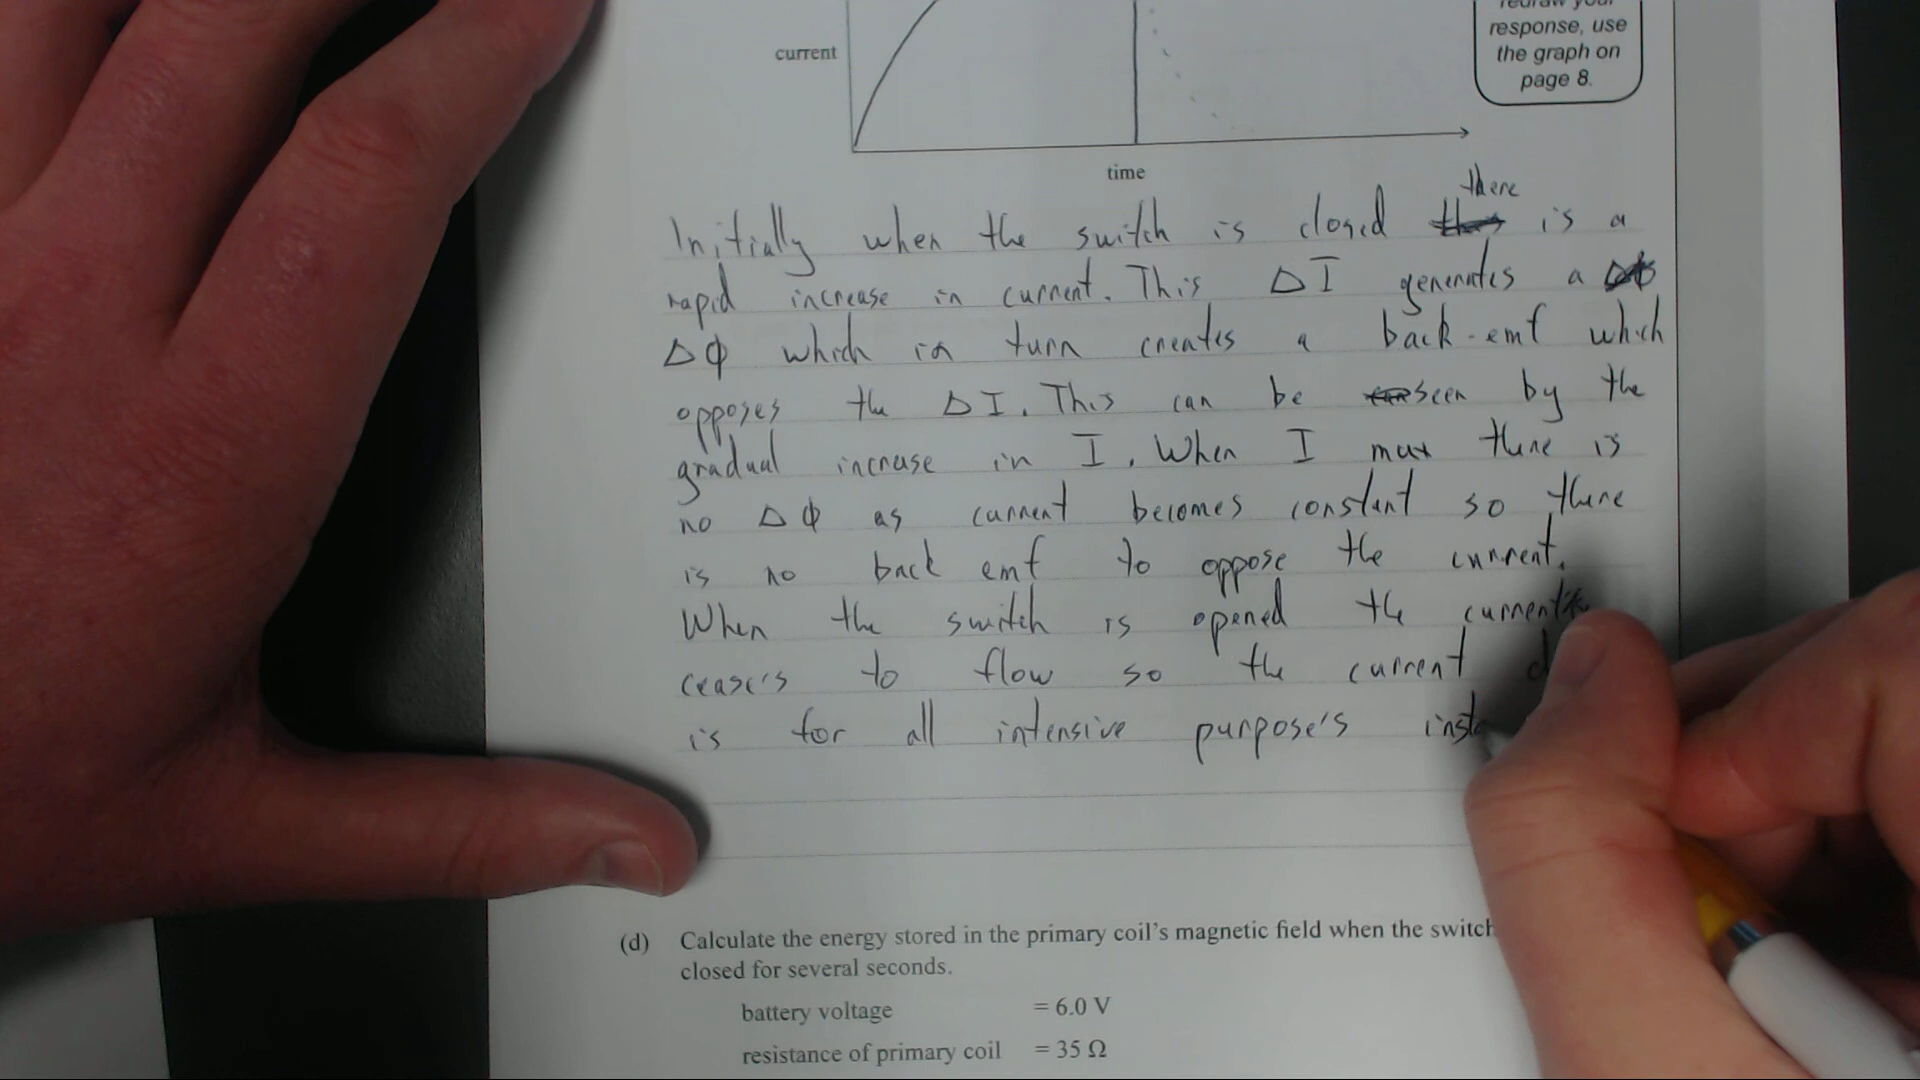 redraw your
response, use
the graph on
page 8.
current
time
there
Initially when the switch is closed is a
rapid increase in current. This ΔI generates a
Δϕ which in turn creates a back-emf which
opposes the ΔI. This can be seen by the
gradual increase in I. When I max there is
no Δϕ as current becomes constant so there
is no back emf to oppose the current.
When the switch is opened the current
cease's to flow so the current d
is for all intensive purpose's insta
(d) Calculate the energy stored in the primary coil's magnetic field when the switch
closed for several seconds.
battery voltage = 6.0 V
resistance of primary coil = 35 Ω